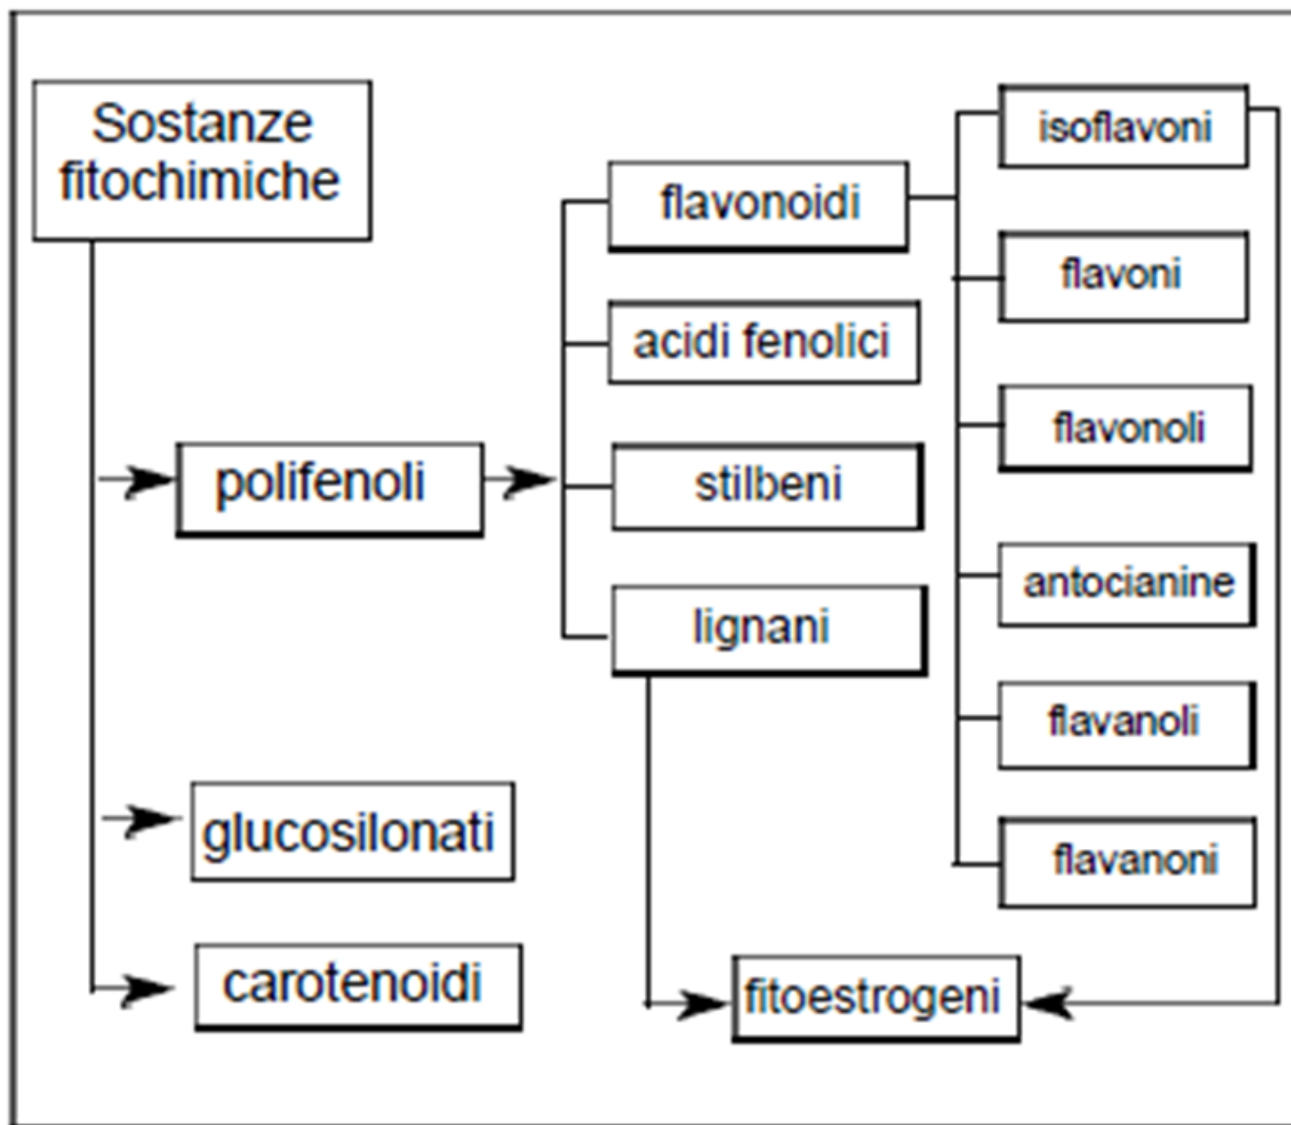 Sostanze
fitochimiche
polifenoli
glucosilonati
carotenoidi
flavonoidi
acidi fenolici
stilbeni
lignani
fitoestrogeni
isoflavoni
flavoni
flavonoli
antocianine
flavanoli
flavanoni